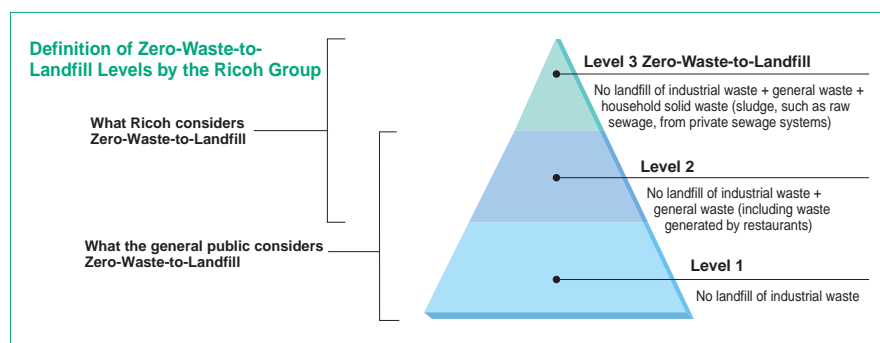 Definition of Zero-Waste-to-
Landfill Levels by the Ricoh Group
What Ricoh considers
Zero-Waste-to-Landfill
What the general public considers
Zero-Waste-to-Landfill
Level 3 Zero-Waste-to-Landfill
No landfill of industrial waste + general waste +
household solid waste (sludge, such as raw
sewage, from private sewage systems)
Level 2
No landfill of industrial waste +
general waste (including waste
generated by restaurants)
Level 1
No landfill of industrial waste